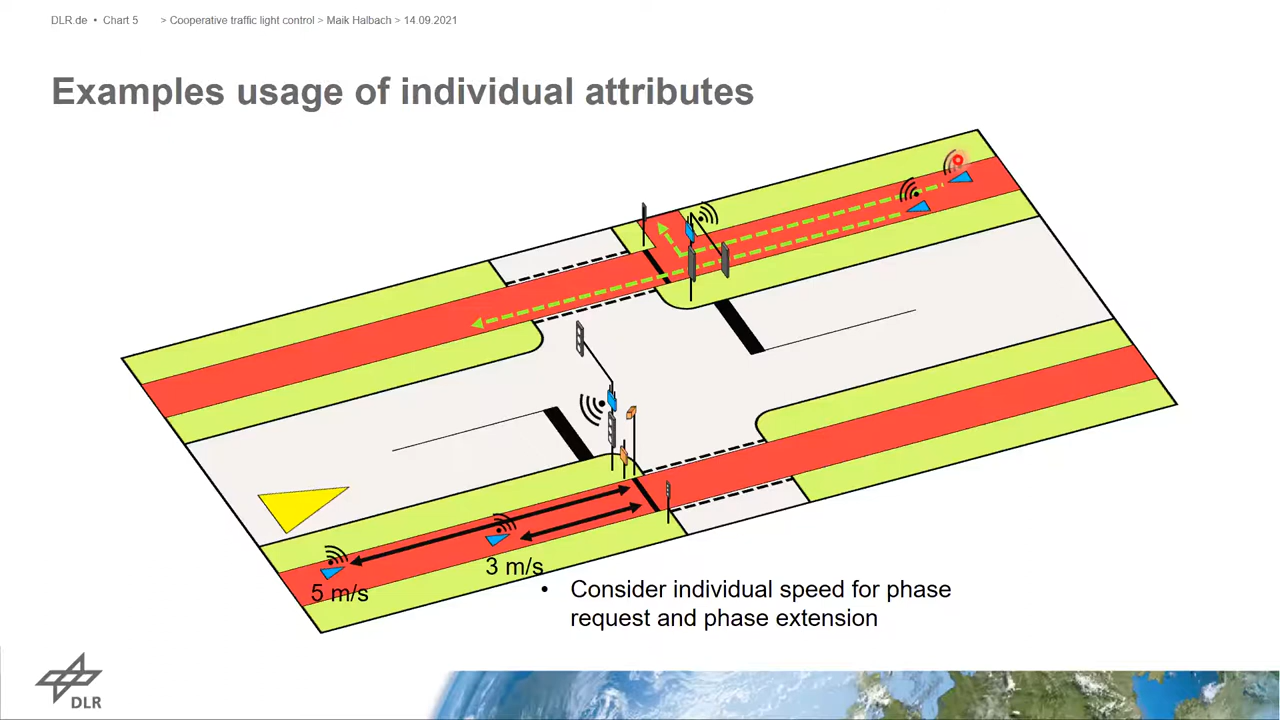 DLR.de • Chart 5 > Cooperative traffic light control > Maik Halbach > 14.09.2021
Examples usage of individual attributes
3 m/s
5 m/s
• Consider individual speed for phase
request and phase extension
DLR